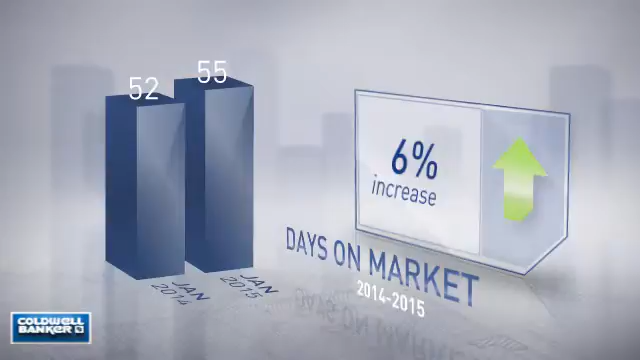 52
55
6%
increase
JAN
2014
JAN
2015
DAYS ON MARKET
2014-2015
COLDWELL
BANKER